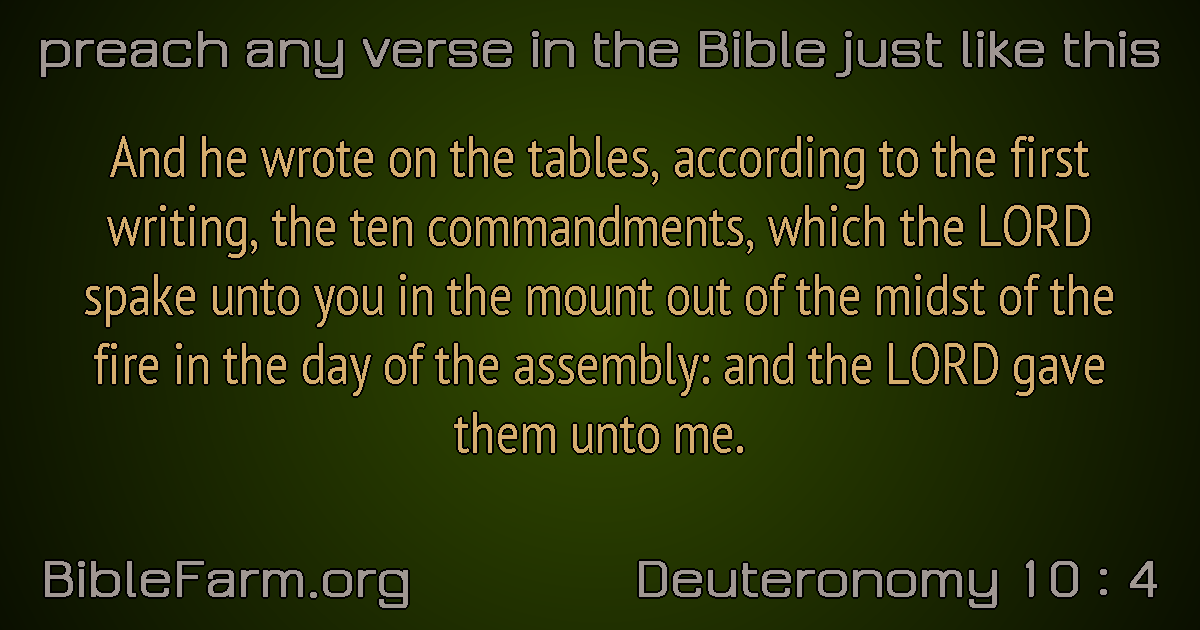 preach any verse in the Bible just like this
And he wrote on the tables, according to the first
writing, the ten commandments, which the LORD
spake unto you in the mount out of the midst of the
fire in the day of the assembly: and the LORD gave
them unto me.
BibleFarm.org
Deuteronomy 10 : 4